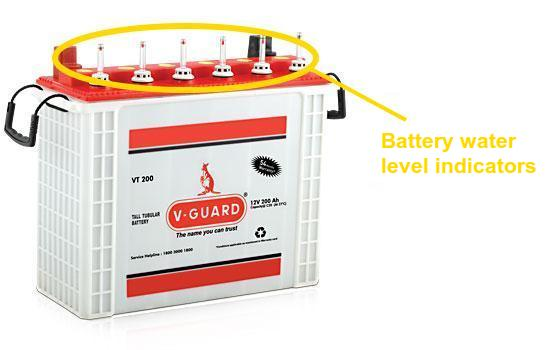 Battery water
level indicators
VT 200
V-GUARD
®
TALL TUBULAR
BATTERY
12V 200 Ah
The name you can trust
Service Helpline : 1800 3000 1800